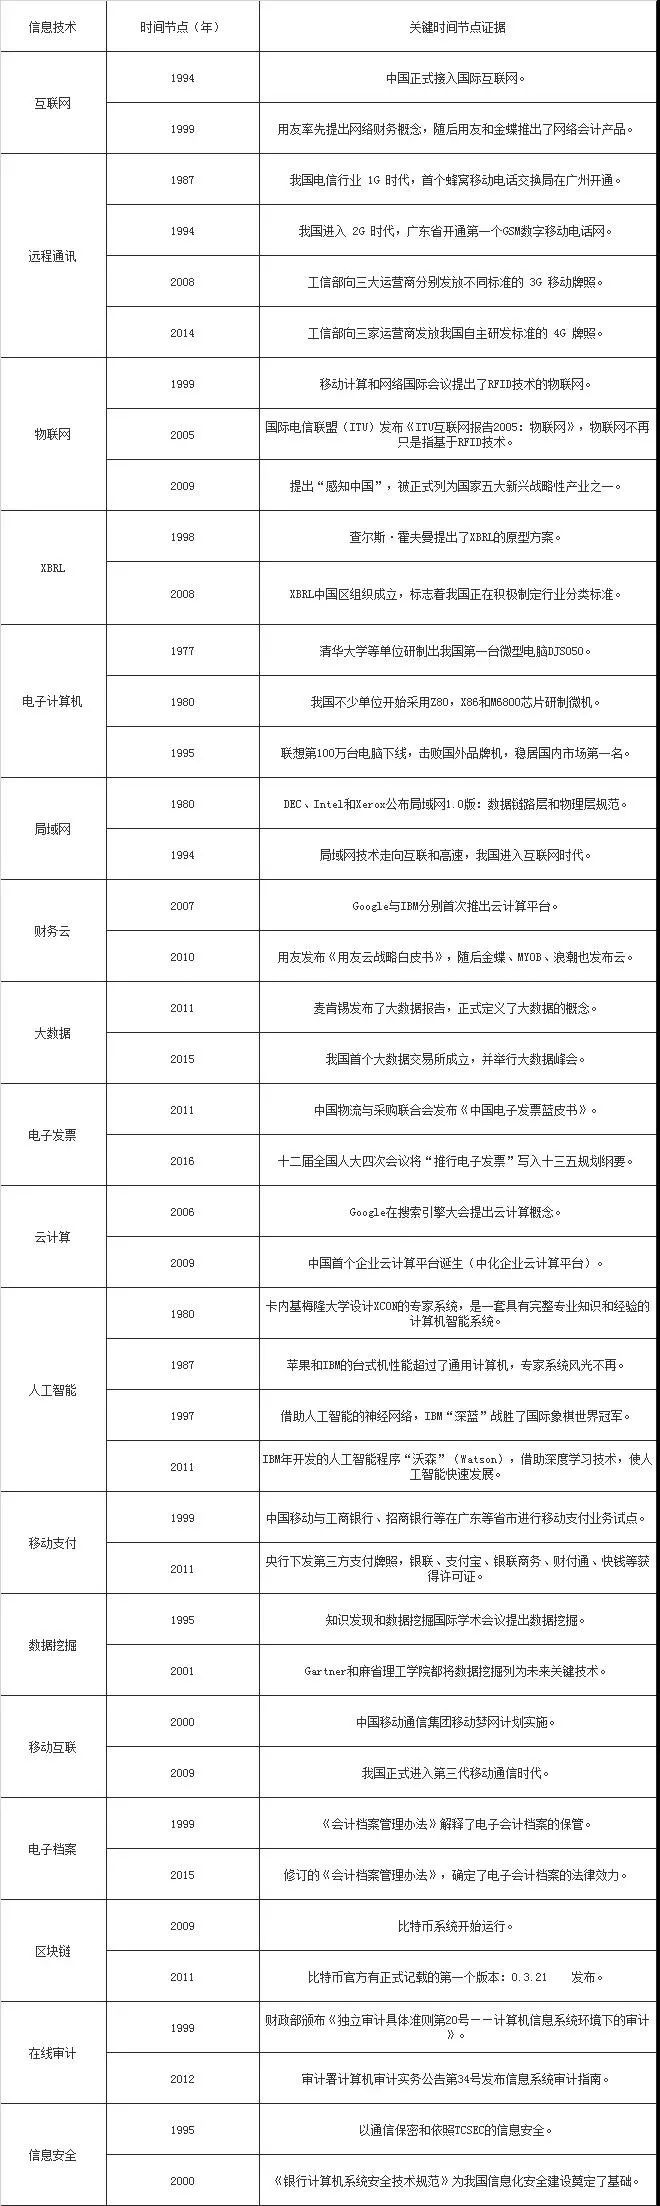 信息技术 时间节点（年） 关键时间节点证据
互联网
1994 中国正式接入国际互联网。
1999 用友率先提出网络财务概念，随后用友和金蝶推出了网络会计产品。
远程通讯
1987 我国电信行业 1G 时代，首个蜂窝移动电话交换局在广州开通。
1994 我国进入 2G 时代，广东省开通第一个GSM数字移动电话网。
2008 工信部向三大运营商分别发放不同标准的 3G 移动牌照。
2014 工信部向三家运营商发放我国自主研发标准的 4G 牌照。
物联网
1999 移动计算和网络国际会议提出了RFID技术的物联网。
2005 国际电信联盟（ITU）发布《ITU互联网报告2005：物联网》，物联网不再
只是指基于RFID技术。
2009 提出“感知中国”，被正式列为国家五大新兴战略性产业之一。
XBRL
1998 查尔斯·霍夫曼提出了XBRL的原型方案。
2008 XBRL中国区组织成立，标志着我国正在积极制定行业分类标准。
电子计算机
1977 清华大学等单位研制出我国第一台微型电脑DJS050。
1980 我国不少单位开始采用Z80，X86和M6800芯片研制微机。
1995 联想第100万台电脑下线，击败国外品牌机，稳居国内市场第一名。
局域网
1980 DEC、Intel和Xerox公布局域网1.0版：数据链路层和物理层规范。
1994 局域网技术走向互联和高速，我国进入互联网时代。
财务云
2007 Google与IBM分别首次推出云计算平台。
2010 用友发布《用友云战略白皮书》，随后金蝶、MYOB、浪潮也发布云。
大数据
2011 麦肯锡发布了大数据报告，正式定义了大数据的概念。
2015 我国首个大数据交易所成立，并举行大数据峰会。
电子发票
2011 中国物流与采购联合会发布《中国电子发票蓝皮书》。
2016 十二届全国人大四次会议将“推行电子发票”写入十三五规划纲要。
云计算
2006 Google在搜索引擎大会提出云计算概念。
2009 中国首个企业云计算平台诞生（中化企业云计算平台）。
人工智能
1980 卡内基梅隆大学设计XCON的专家系统，是一套具有完整专业知识和经验的
计算机智能系统。
1987 苹果和IBM的台式机性能超过了通用计算机，专家系统风光不再。
1997 借助人工智能的神经网络，IBM“深蓝”战胜了国际象棋世界冠军。
2011 IBM年开发的人工智能程序“沃森”（Watson），借助深度学习技术，使人
工智能快速发展。
移动支付
1999 中国移动与工商银行、招商银行等在广东等省市进行移动支付业务试点。
2011 央行下发第三方支付牌照，银联、支付宝、银联商务、财付通、快钱等获
得许可证。
数据挖掘
1995 知识发现和数据挖掘国际学术会议提出数据挖掘。
2001 Gartner和麻省理工学院都将数据挖掘列为未来关键技术。
移动互联
2000 中国移动通信集团移动梦网计划实施。
2009 我国正式进入第三代移动通信时代。
电子档案
1999 《会计档案管理办法》解释了电子会计档案的保管。
2015 修订的《会计档案管理办法》，确定了电子会计档案的法律效力。
区块链
2009 比特币系统开始运行。
2011 比特币官方有正式记载的第一个版本：0.3.21 发布。
在线审计
1999 财政部颁布《独立审计具体准则第20号——计算机信息系统环境下的审计
》。
2012 审计署计算机审计实务公告第34号发布信息系统审计指南。
信息安全
1995 以通信保密和依照TCSEC的信息安全。
2000 《银行计算机系统安全技术规范》为我国信息化安全建设奠定了基础。